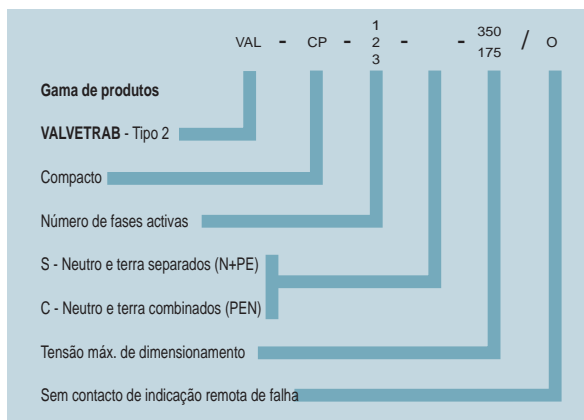 VAL - CP - 1 2 3 - - 350 175 / O
Gama de produtos
VALVETRAB - Tipo 2
Compacto
Número de fases activas
S - Neutro e terra separados (N+PE)
C - Neutro e terra combinados (PEN)
Tensão máx. de dimensionamento
Sem contacto de indicação remota de falha